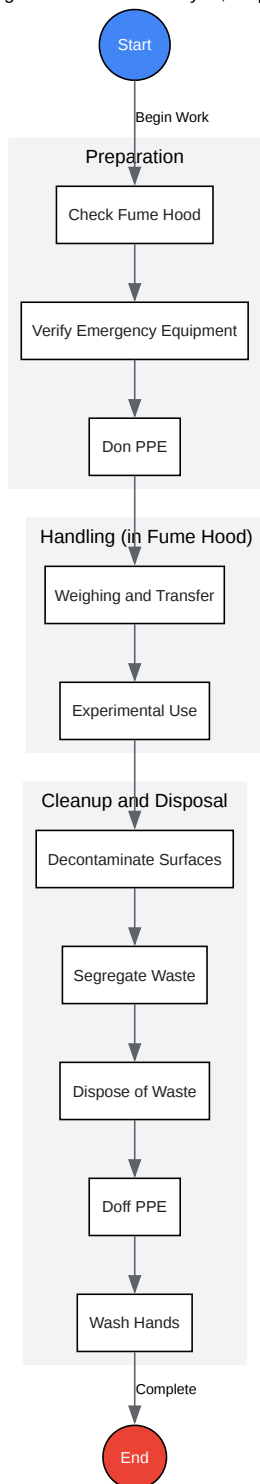 Start
Begin Work
Preparation
Check Fume Hood
Verify Emergency Equipment
Don PPE
Handling (in Fume Hood)
Weighing and Transfer
Experimental Use
Cleanup and Disposal
Decontaminate Surfaces
Segregate Waste
Dispose of Waste
Doff PPE
Wash Hands
Complete
End